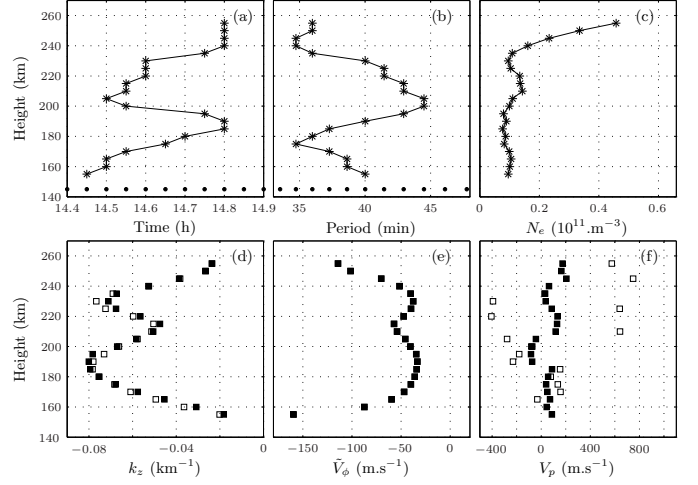 260
240
220
200
180
160
140
Height (km)
(a)
(b)
(c)
14.4 14.5 14.6 14.7 14.8 14.9
35 40 45
0 0.2 0.4 0.6
Time (h)
Period (min)
N_e (10^11.m^−3)
260
240
220
200
180
160
140
Height (km)
(d)
(e)
(f)
−0.08 −0.04 0
−150 −100 −50 0
−400 0 400 800
k_z (km^−1)
Ṽ_ϕ (m.s^−1)
V_p (m.s^−1)